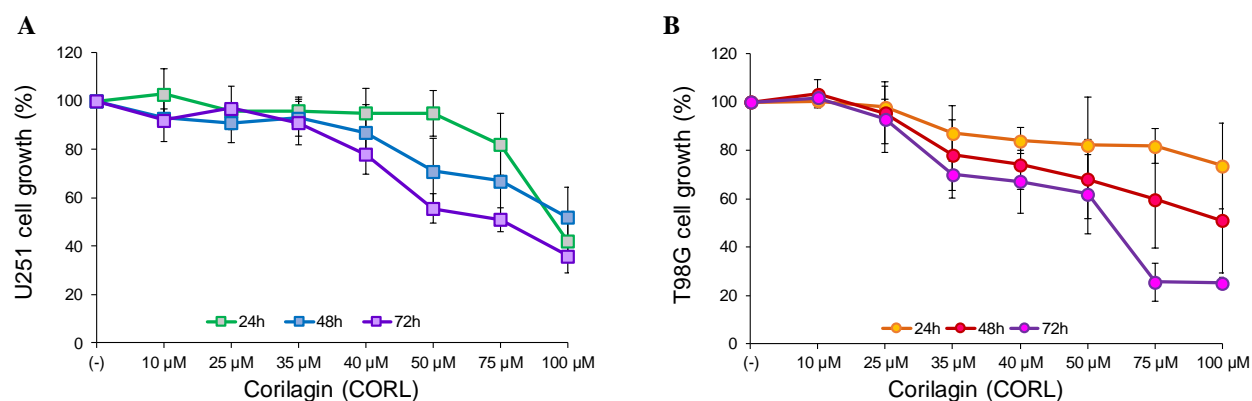 A
120
100
80
60
40
20
0
U251 cell growth (%)
24h 48h 72h
(-) 10 µM 25 µM 35 µM 40 µM 50 µM 75 µM 100 µM
Corilagin (CORL)
B
120
100
80
60
40
20
0
T98G cell growth (%)
24h 48h 72h
(-) 10 µM 25 µM 35 µM 40 µM 50 µM 75 µM 100 µM
Corilagin (CORL)